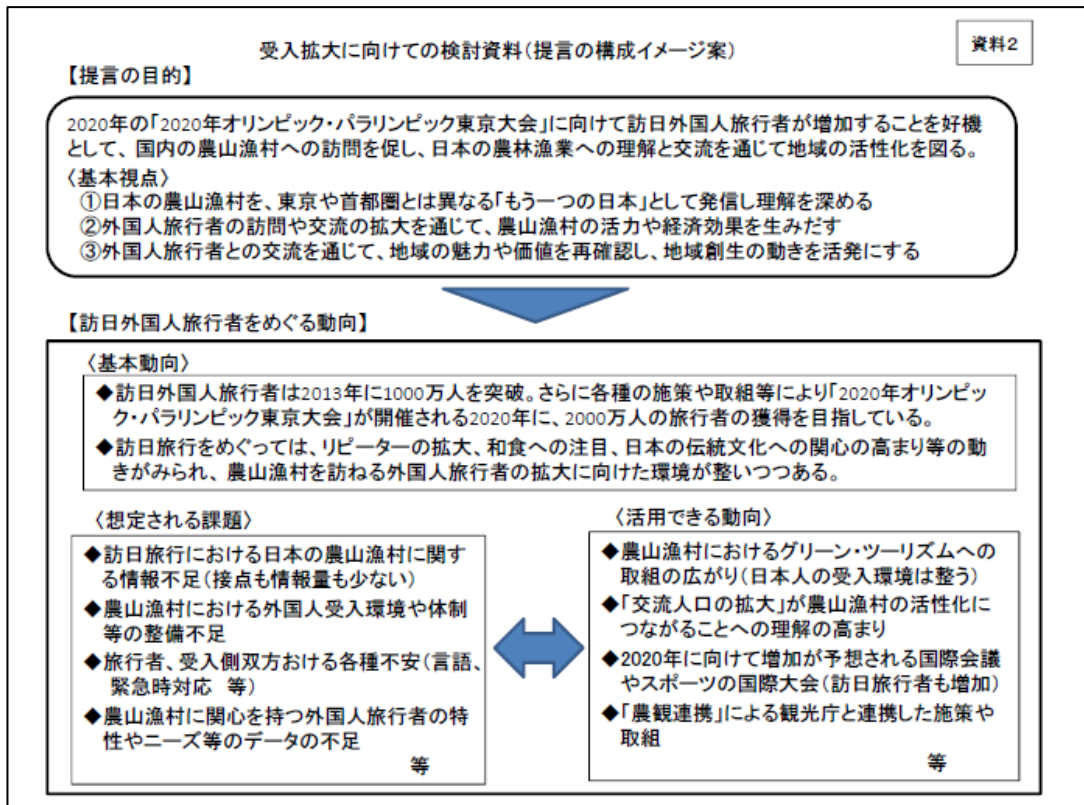 受入拡大に向けての検討資料(提言の構成イメージ案)
資料2
【提言の目的】
2020年の「2020年オリンピック・パラリンピック東京大会」に向けて訪日外国人旅行者が増加することを好機
として、国内の農山漁村への訪問を促し、日本の農林漁業への理解と交流を通じて地域の活性化を図る。
〈基本視点〉
①日本の農山漁村を、東京や首都圏とは異なる「もう一つの日本」として発信し理解を深める
②外国人旅行者の訪問や交流の拡大を通じて、農山漁村の活力や経済効果を生みだす
③外国人旅行者との交流を通じて、地域の魅力や価値を再確認し、地域創生の動きを活発にする
【訪日外国人旅行者をめぐる動向】
〈基本動向〉
◆訪日外国人旅行者は2013年に1000万人を突破。さらに各種の施策や取組等により「2020年オリンピッ
ク・パラリンピック東京大会」が開催される2020年に、2000万人の旅行者の獲得を目指している。
◆訪日旅行をめぐっては、リピーターの拡大、和食への注目、日本の伝統文化への関心の高まり等の動
きがみられ、農山漁村を訪ねる外国人旅行者の拡大に向けた環境が整いつつある。
〈想定される課題〉
◆訪日旅行における日本の農山漁村に関す
る情報不足(接点も情報量も少ない)
◆農山漁村における外国人受入環境や体制
等の整備不足
◆旅行者、受入側双方おける各種不安(言語、
緊急時対応 等)
◆農山漁村に関心を持つ外国人旅行者の特
性やニーズ等のデータの不足
等
〈活用できる動向〉
◆農山漁村におけるグリーン・ツーリズムへの
取組の広がり(日本人の受入環境は整う)
◆「交流人口の拡大」が農山漁村の活性化に
つながることへの理解の高まり
◆2020年に向けて増加が予想される国際会議
やスポーツの国際大会(訪日旅行者も増加)
◆「農観連携」による観光庁と連携した施策や
取組
等